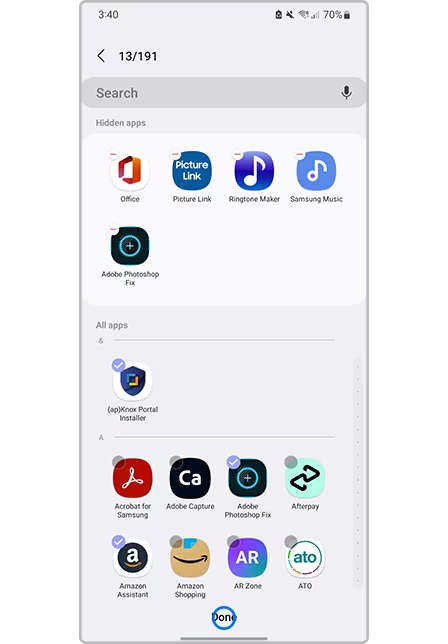 3:40
70%
13/191
Search
Hidden apps
Picture
Link
Office
Picture Link
Ringtone Maker
Samsung Music
Adobe Photoshop
Fix
All apps
&
(ap)Knox Portal
Installer
A
Ca
Acrobat for
Samsung
Adobe Capture
Adobe
Photoshop Fix
Afterpay
a
AR
ato
Amazon
Assistant
Amazon
Shopping
AR Zone
ATO
Done